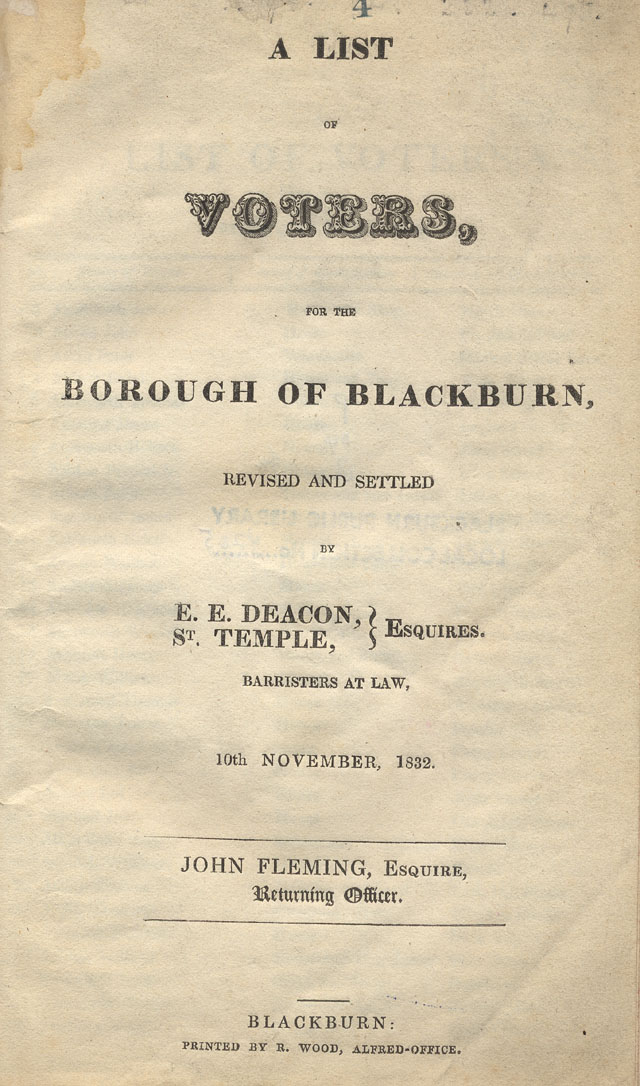 4
A LIST
OF
VOTERS,
FOR THE
BOROUGH OF BLACKBURN,
REVISED AND SETTLED
BY
E. E. DEACON,
ST. TEMPLE,
} ESQUIRES.
BARRISTERS AT LAW,
10th NOVEMBER, 1832.
JOHN FLEMING, ESQUIRE,
Returning Officer.
BLACKBURN:
PRINTED BY R. WOOD, ALFRED-OFFICE.